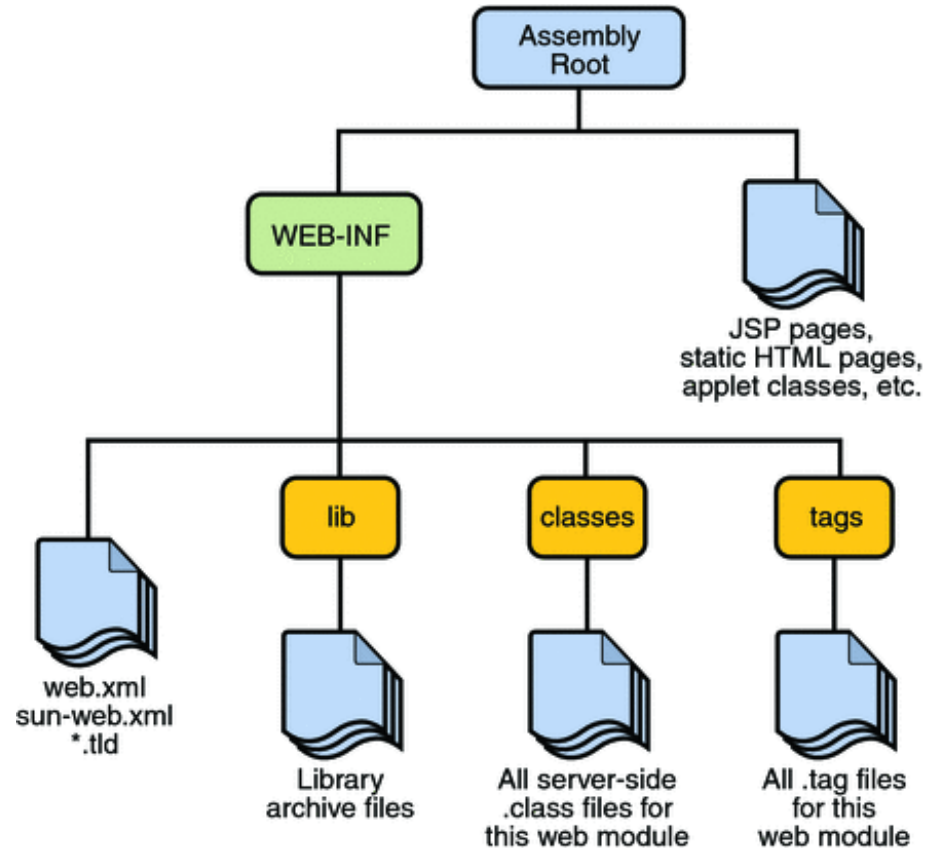 Assembly
Root
WEB-INF
JSP pages,
static HTML pages,
applet classes, etc.
lib
classes
tags
web.xml
sun-web.xml
*.tld
Library
archive files
All server-side
.class files for
this web module
All .tag files
for this
web module